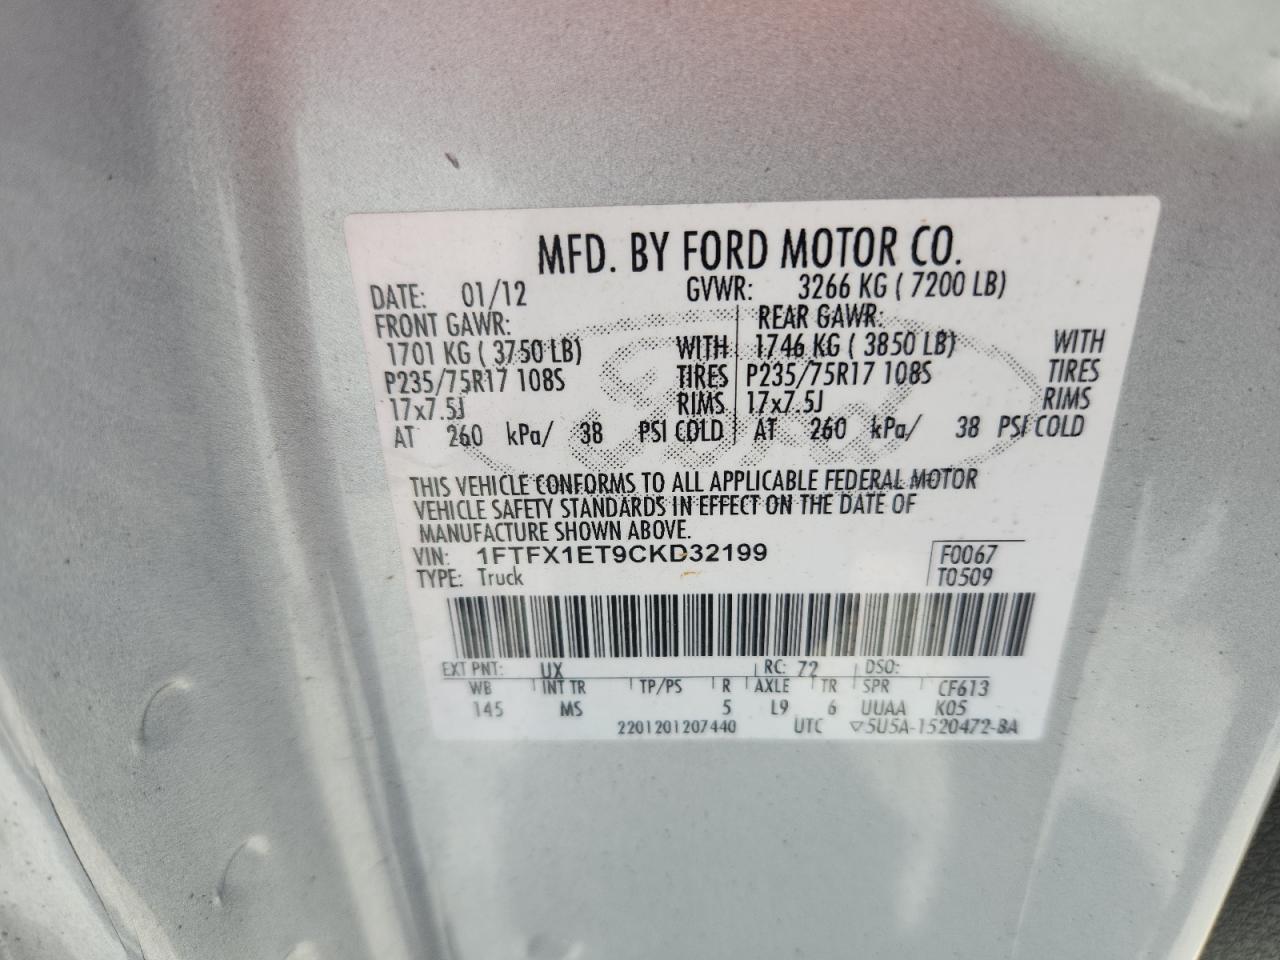 MFD. BY FORD MOTOR CO.
DATE: 01/12 GVWR: 3266 KG ( 7200 LB)
FRONT GAWR: REAR GAWR:
1701 KG ( 3750 LB) WITH 1746 KG ( 3850 LB) WITH
P235/75R17 108S TIRES P235/75R17 108S TIRES
17x7.5J RIMS 17x7.5J RIMS
AT 260 kPa/ 38 PSI COLD AT 260 kPa/ 38 PSI COLD
Ford
THIS VEHICLE CONFORMS TO ALL APPLICABLE FEDERAL MOTOR
VEHICLE SAFETY STANDARDS IN EFFECT ON THE DATE OF
MANUFACTURE SHOWN ABOVE.
VIN: 1FTFX1ET9CKD32199 F0067
TYPE: Truck T0509
EXT PNT: UX RC: 72 DSO:
WB INT TR TP/PS R AXLE TR SPR CF613
145 MS 5 L9 6 UUAA K05
2201201207440 UTC ▽5U5A-1520472-BA